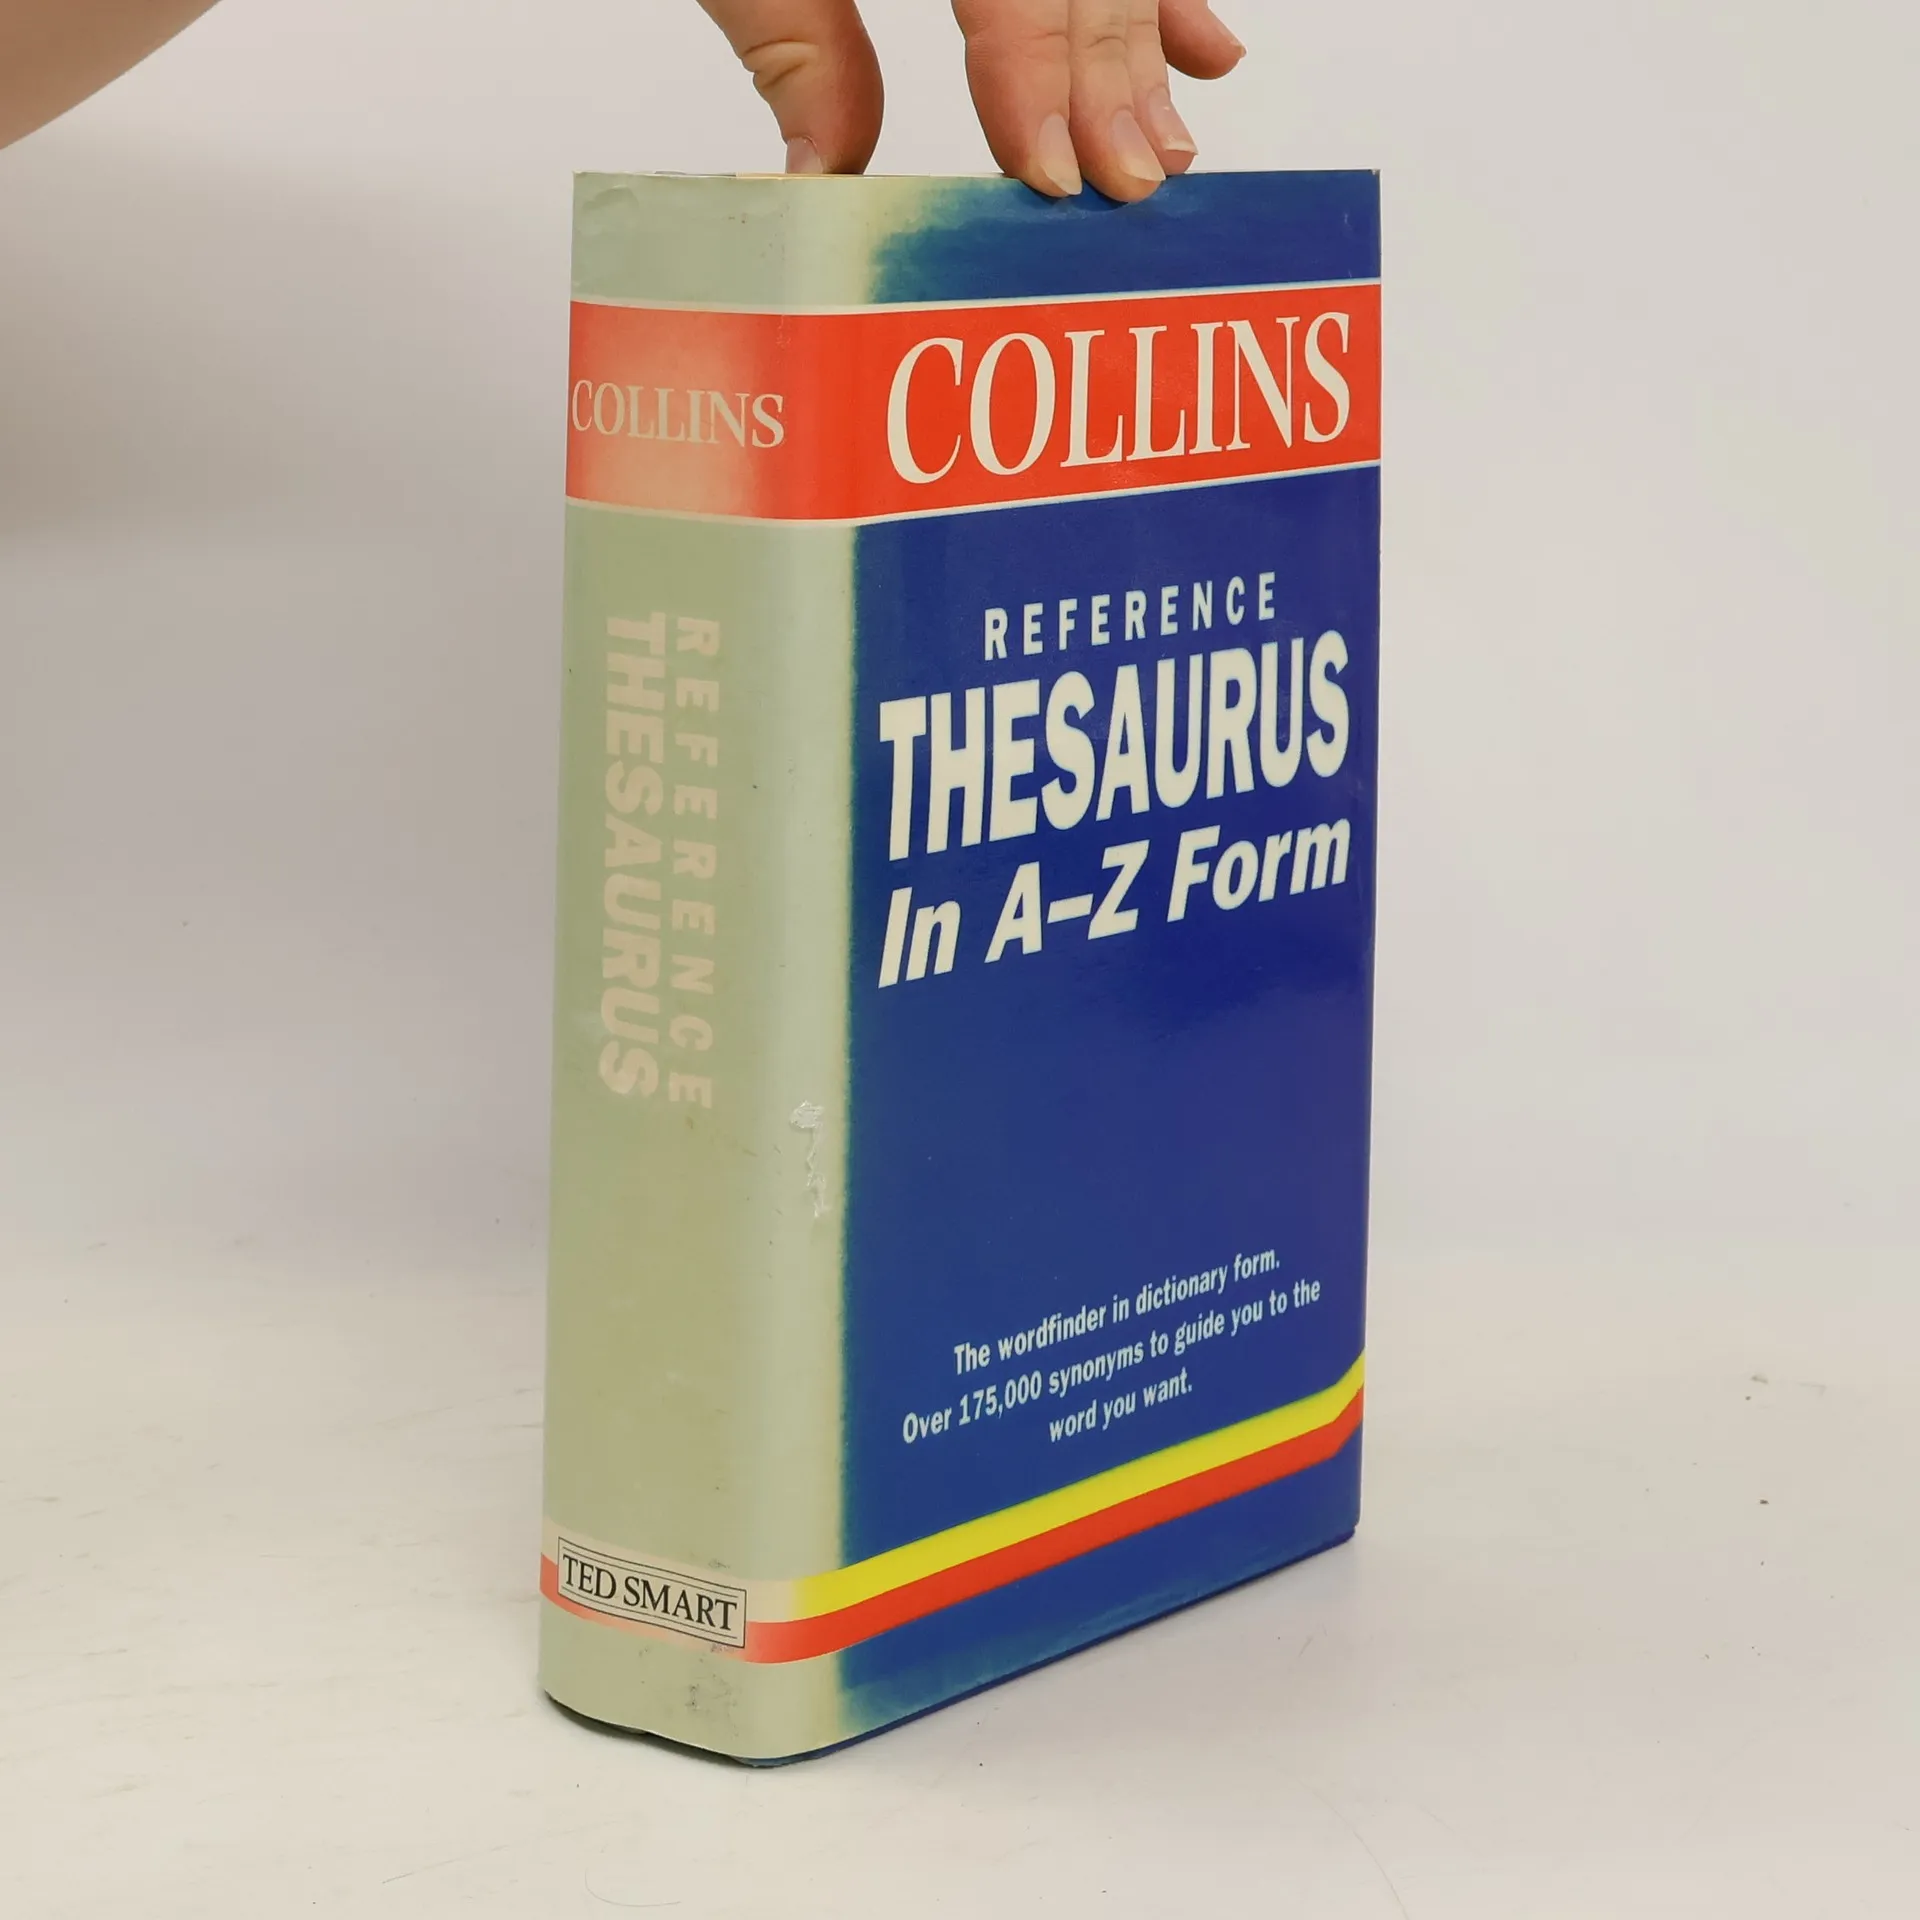 COLLINS
REFERENCE
THESAURUS
TED SMART
COLLINS
REFERENCE
THESAURUS
In A–Z Form
The wordfinder in dictionary form.
Over 175,000 synonyms to guide you to the
word you want.